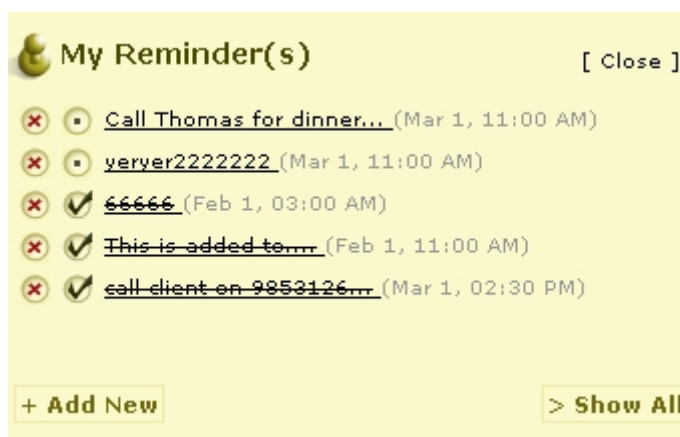 My Reminder(s)
[ Close ]
Call Thomas for dinner... (Mar 1, 11:00 AM)
yeryer2222222 (Mar 1, 11:00 AM)
66666 (Feb 1, 03:00 AM)
This is added to.... (Feb 1, 11:00 AM)
call client on 9853126... (Mar 1, 02:30 PM)
+ Add New
> Show All